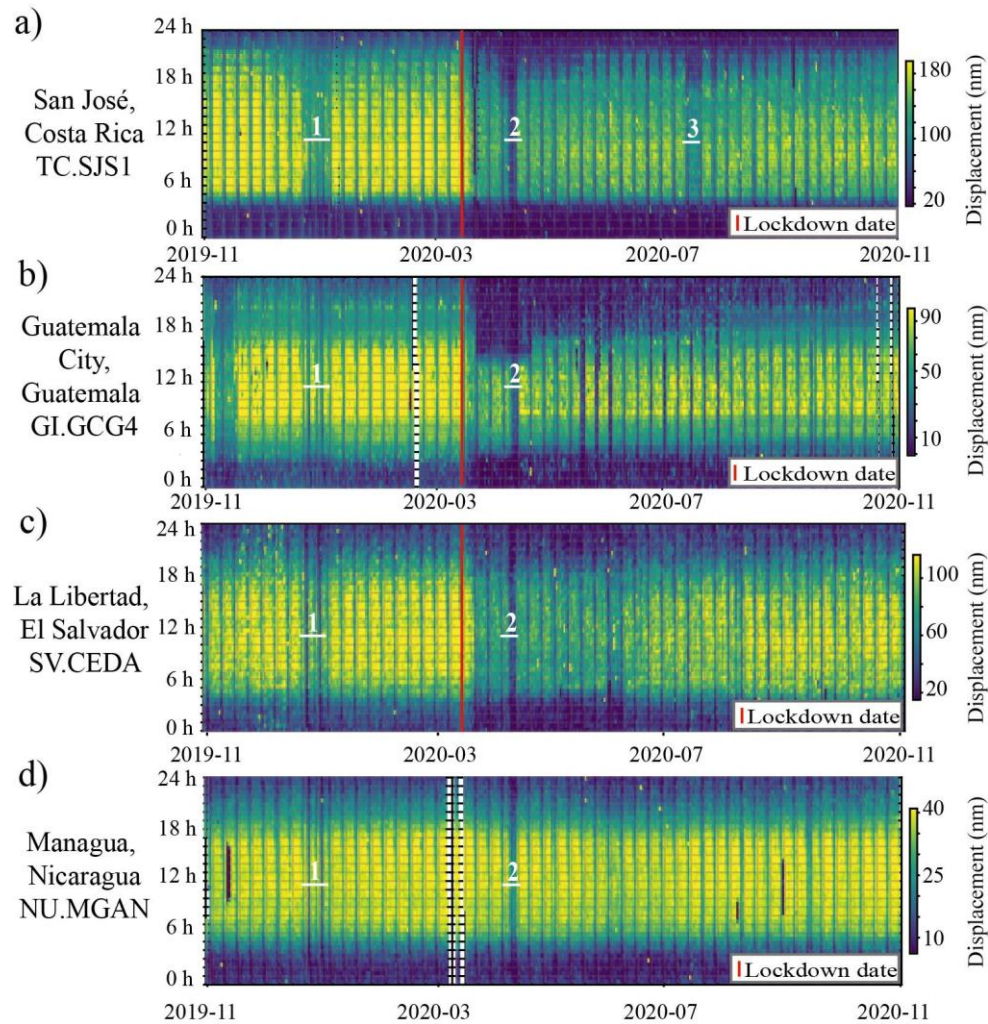 a)
San José,
Costa Rica
TC.SJS1
24 h
18 h
12 h
6 h
0 h
1
2
3
180
100
20
Displacement (nm)
Lockdown date
2019-11 2020-03 2020-07 2020-11
b)
Guatemala
City,
Guatemala
GI.GCG4
24 h
18 h
12 h
6 h
0 h
1
2
90
50
10
Displacement (nm)
Lockdown date
2019-11 2020-03 2020-07 2020-11
c)
La Libertad,
El Salvador
SV.CEDA
24 h
18 h
12 h
6 h
0 h
1
2
100
60
20
Displacement (nm)
Lockdown date
2019-11 2020-03 2020-07 2020-11
d)
Managua,
Nicaragua
NU.MGAN
24 h
18 h
12 h
6 h
0 h
1
2
40
25
10
Displacement (nm)
Lockdown date
2019-11 2020-03 2020-07 2020-11